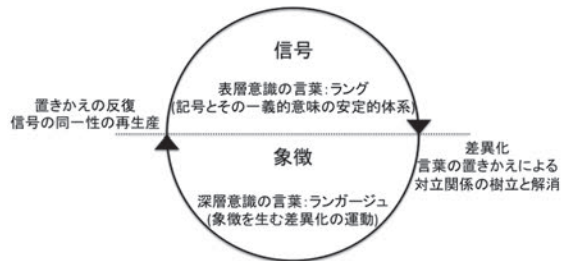 信号
表層意識の言葉:ラング
(記号とその一義的意味の安定的体系)
置きかえの反復
信号の同一性の再生産
差異化
言葉の置きかえによる
対立関係の樹立と解消
象徴
深層意識の言葉:ランガージュ
(象徴を生む差異化の運動)